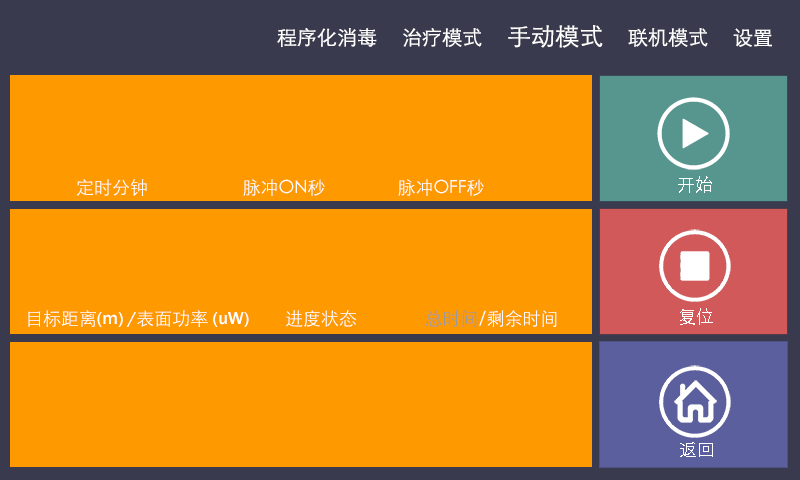 程序化消毒 治疗模式 手动模式 联机模式 设置
定时分钟 脉冲ON秒 脉冲OFF秒
开始
目标距离(m) /表面功率 (uW) 进度状态 总时间/剩余时间
复位
返回